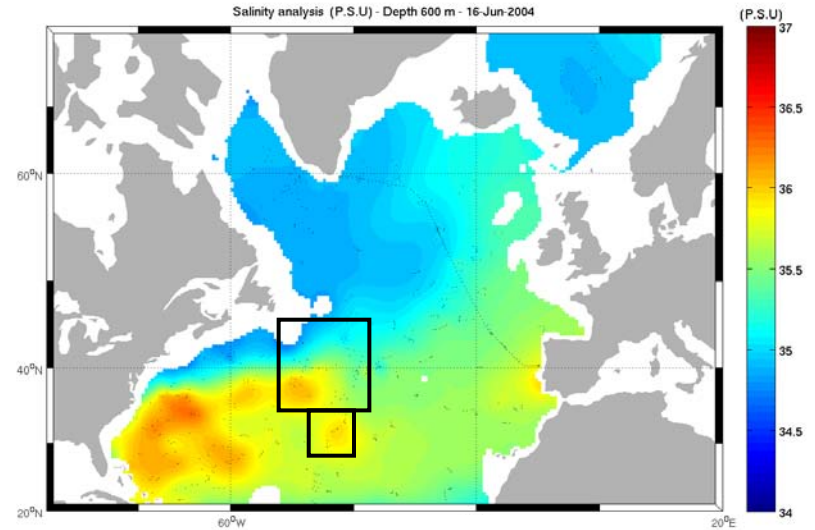 Salinity analysis (P.S.U) - Depth 600 m - 16-Jun-2004
(P.S.U)
37
36.5
36
35.5
35
34.5
34
60°N
40°N
20°N
60°W
20°E